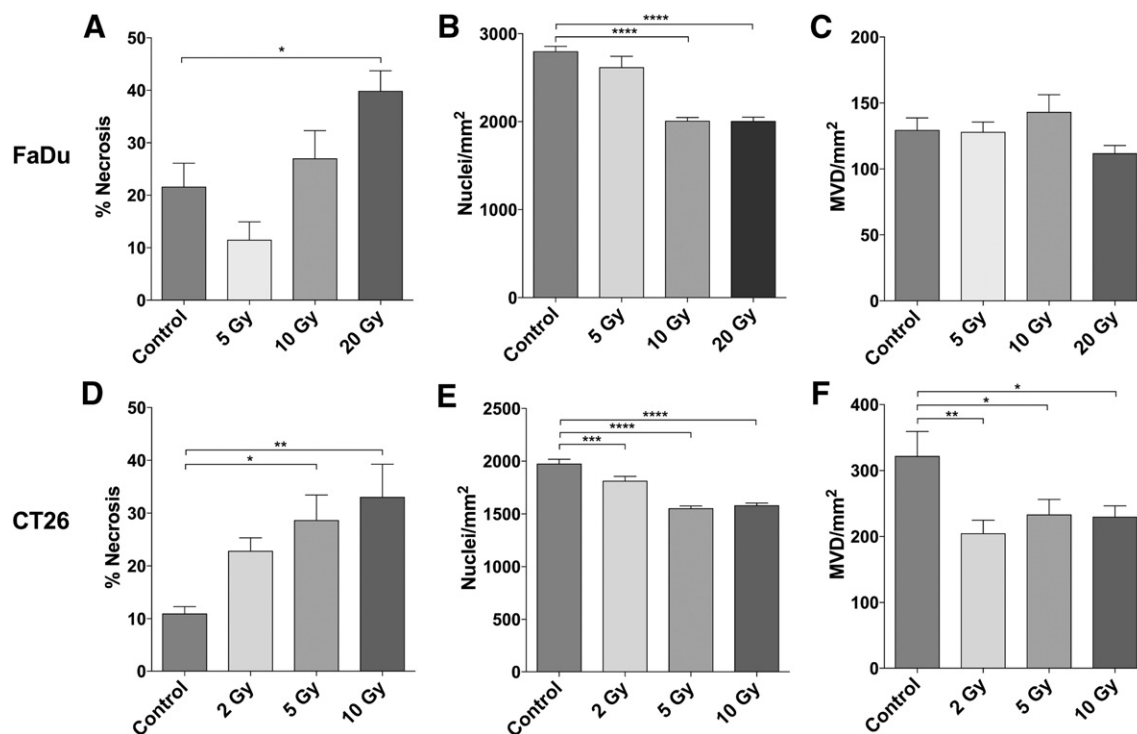 A
B
C
FaDu
% Necrosis
50
40
30
20
10
0
*
Control
5 Gy
10 Gy
20 Gy
Nuclei/mm²
3000
2000
1000
0
****
****
Control
5 Gy
10 Gy
20 Gy
MVD/mm²
200
150
100
50
0
Control
5 Gy
10 Gy
20 Gy
D
E
F
CT26
% Necrosis
50
40
30
20
10
0
**
*
Control
2 Gy
5 Gy
10 Gy
Nuclei/mm²
2500
2000
1500
1000
500
0
****
****
***
Control
2 Gy
5 Gy
10 Gy
MVD/mm²
400
300
200
100
0
*
*
**
Control
2 Gy
5 Gy
10 Gy